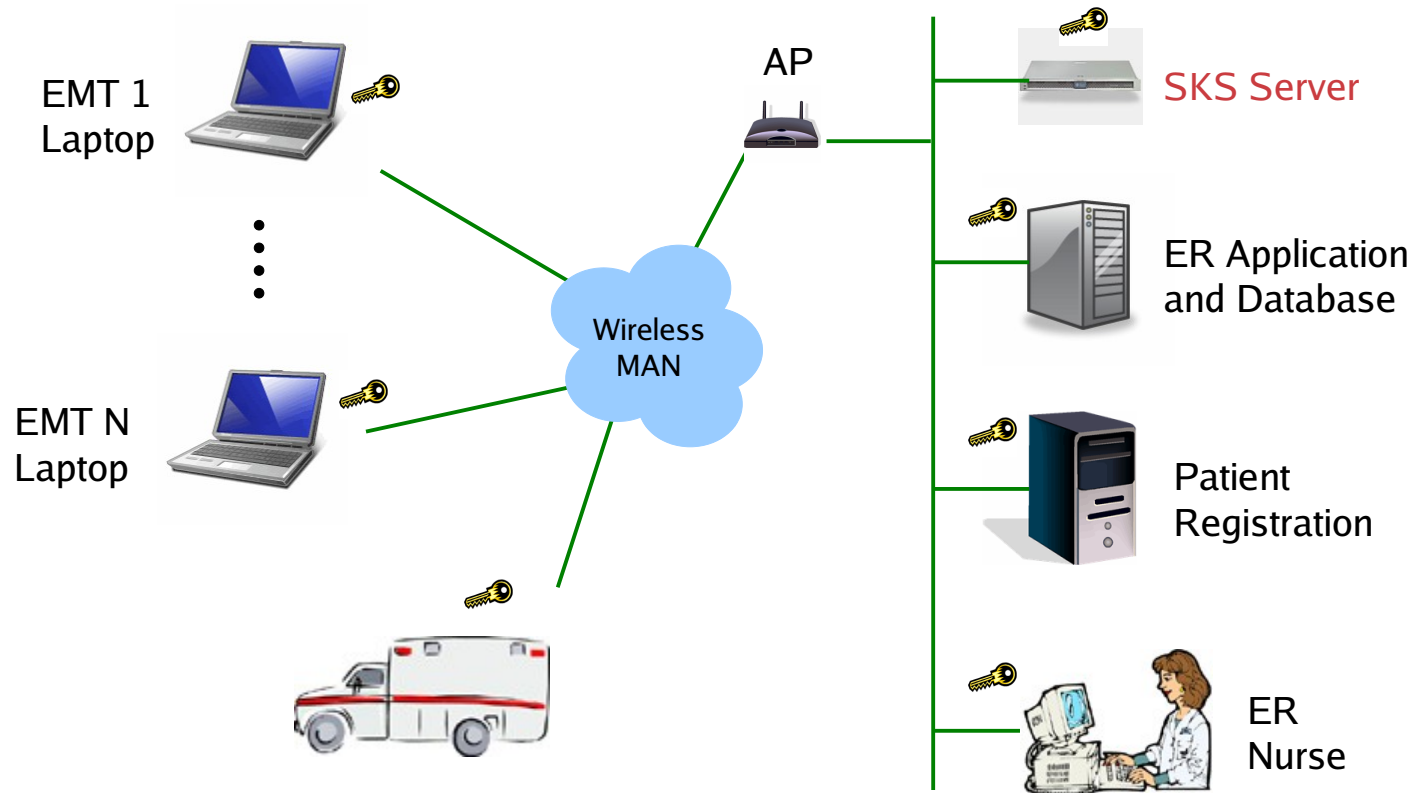 EMT 1
Laptop
AP
SKS Server
ER Application
and Database
Wireless
MAN
EMT N
Laptop
Patient
Registration
ER
Nurse